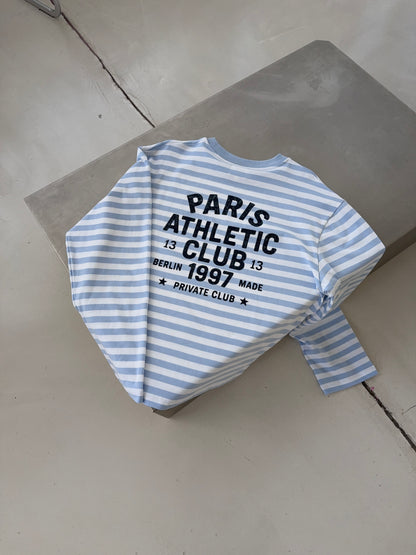 PARIS
ATHLETIC
13 CLUB 13
BERLIN 1997 MADE
★ PRIVATE CLUB ★